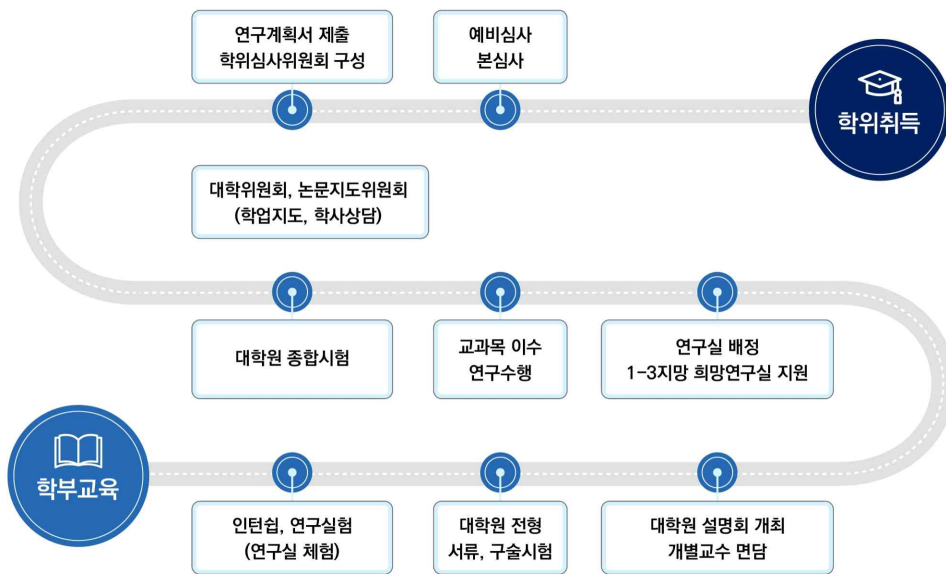 연구계획서 제출
학위심사위원회 구성
예비심사
본심사
학위취득
대학위원회, 논문지도위원회
(학업지도, 학사상담)
대학원 종합시험
교과목 이수
연구수행
연구실 배정
1-3지망 희망연구실 지원
학부교육
인턴쉽, 연구실험
(연구실 체험)
대학원 전형
서류, 구술시험
대학원 설명회 개최
개별교수 면담